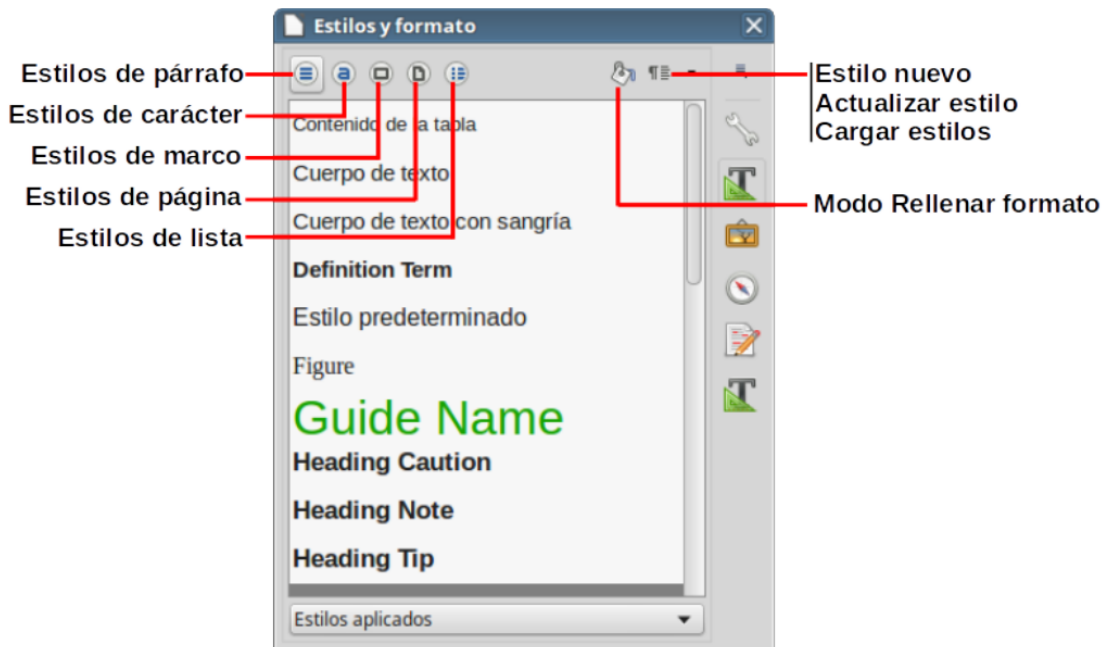 Estilos y formato
Estilos de párrafo
Estilos de carácter
Estilos de marco
Estilos de página
Estilos de lista
Estilo nuevo
Actualizar estilo
Cargar estilos
Modo Rellenar formato
Contenido de la tabla
Cuerpo de texto
Cuerpo de texto con sangría
Definition Term
Estilo predeterminado
Figure
Guide Name
Heading Caution
Heading Note
Heading Tip
Estilos aplicados